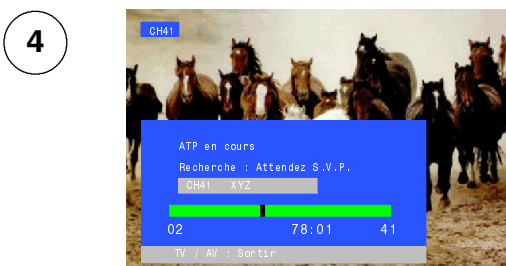 4
CH41
ATP en cours
Recherche : Attendez S.V.P.
CH41 XYZ
02 78:01 41
TV / AV : Sortir